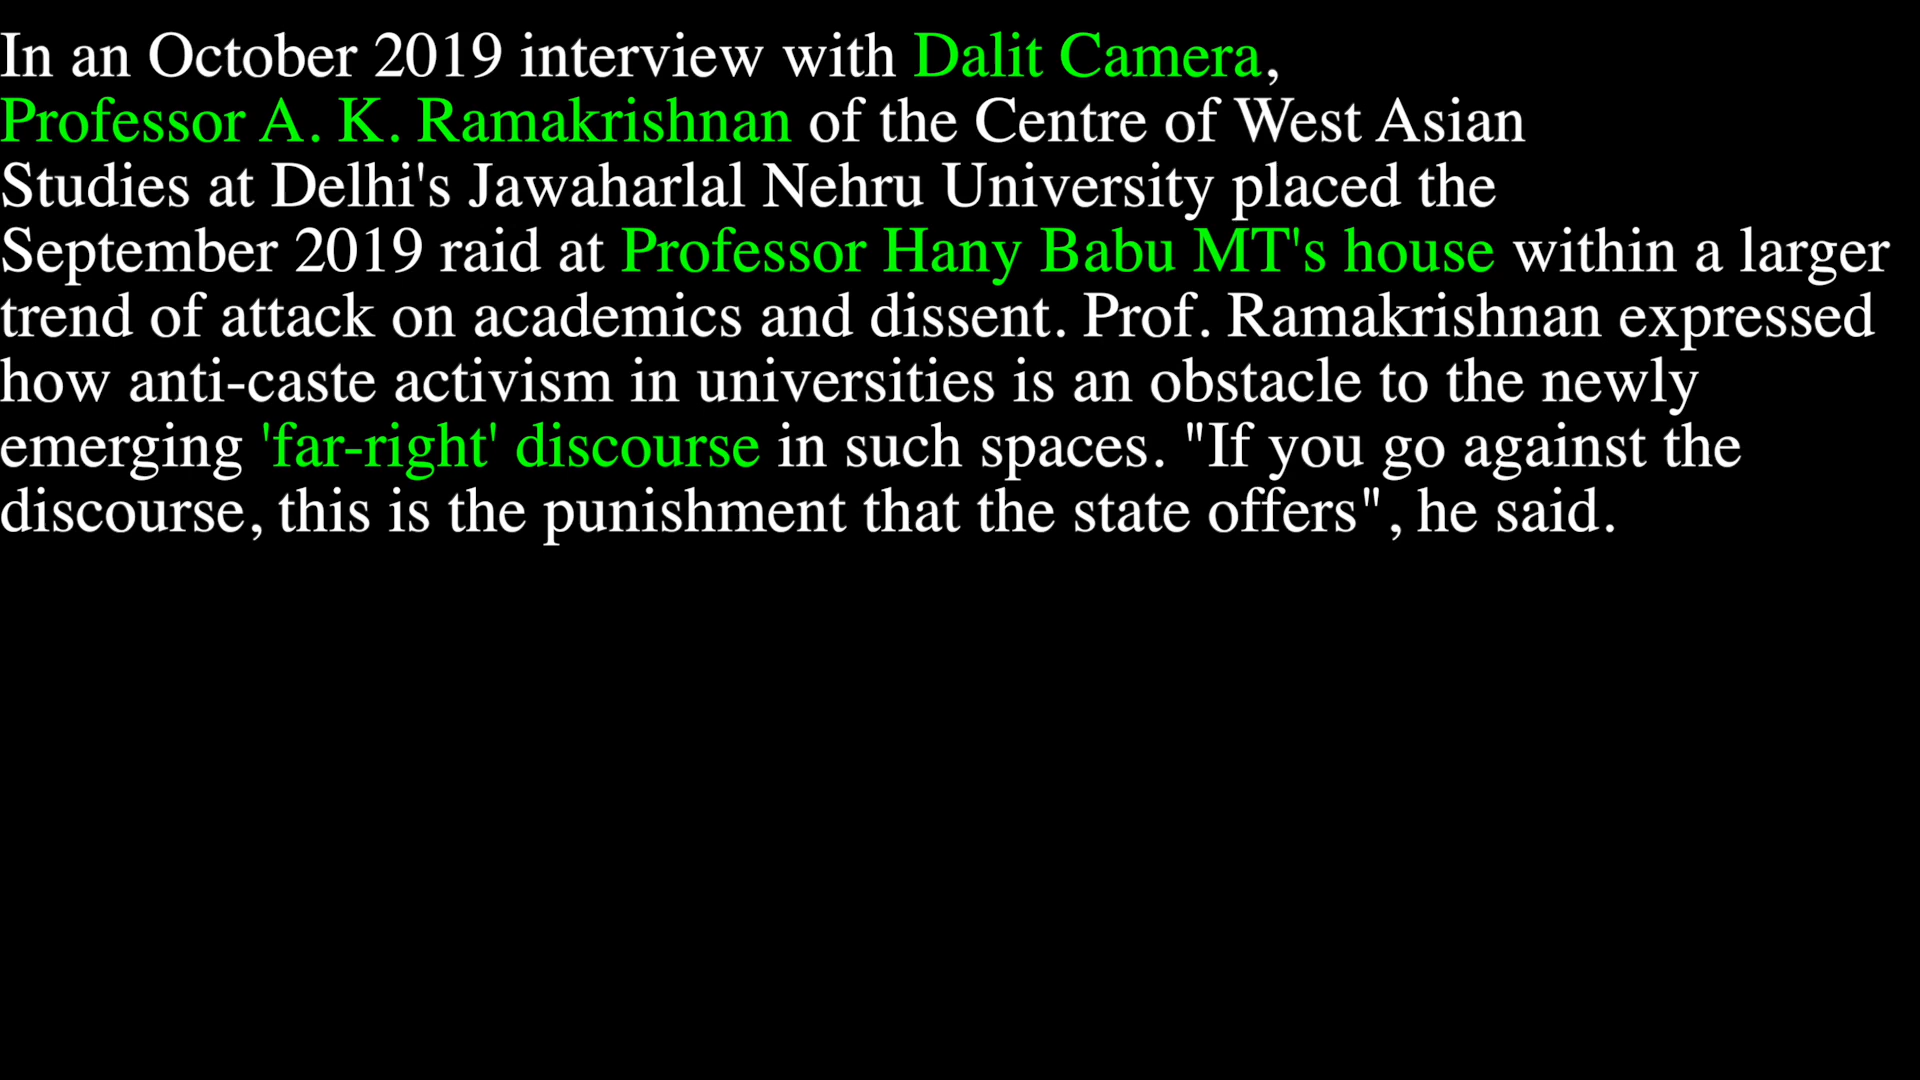 In an October 2019 interview with Dalit Camera,
Professor A. K. Ramakrishnan of the Centre of West Asian
Studies at Delhi's Jawaharlal Nehru University placed the
September 2019 raid at Professor Hany Babu MT's house within a larger
trend of attack on academics and dissent. Prof. Ramakrishnan expressed
how anti-caste activism in universities is an obstacle to the newly
emerging 'far-right' discourse in such spaces. "If you go against the
discourse, this is the punishment that the state offers", he said.